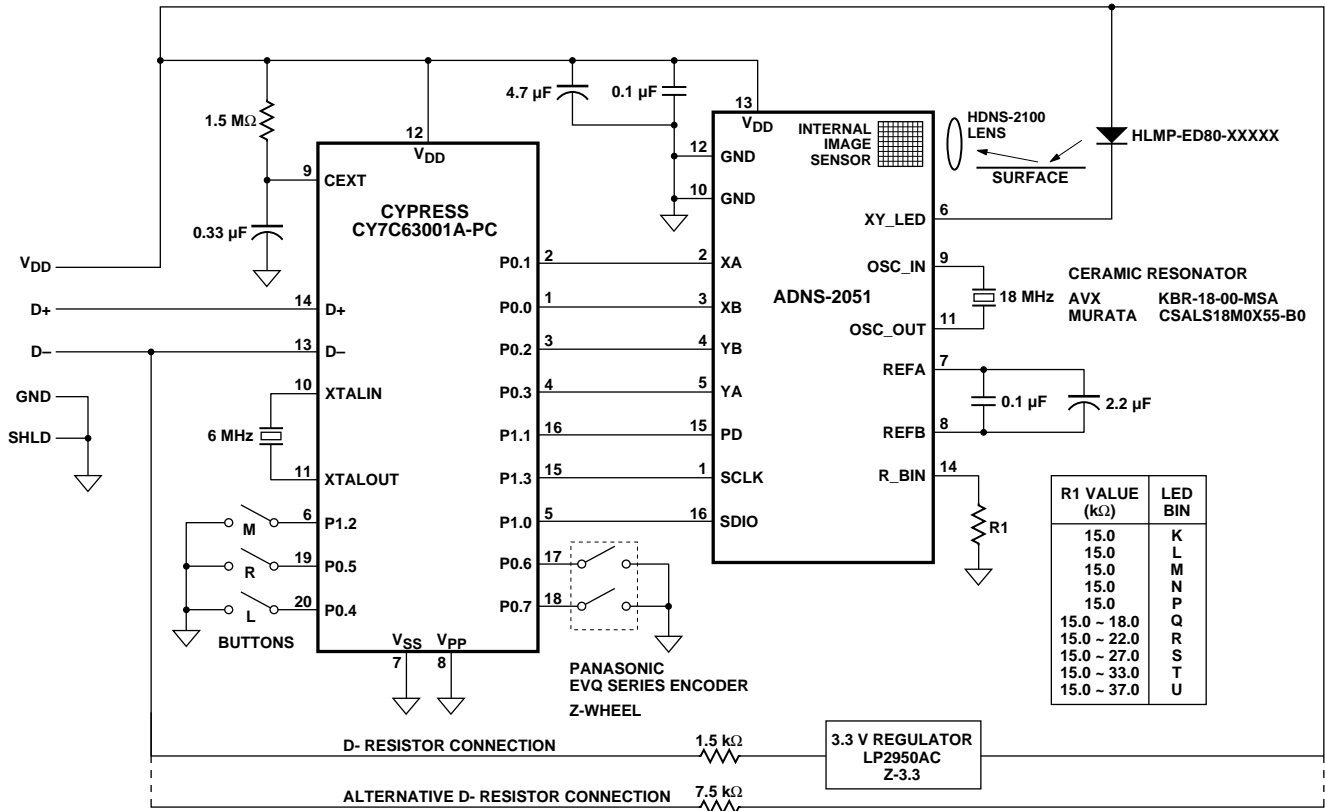 4.7 µF
0.1 µF
13
VDD
1.5 MΩ
12
VDD
INTERNAL
IMAGE
SENSOR
HDNS-2100
LENS
HLMP-ED80-XXXXX
SURFACE
12
GND
10
GND
9
CEXT
CYPRESS
CY7C63001A-PC
0.33 µF
6
XY_LED
VDD
P0.1
2
2
XA
OSC_IN
9
D+
14
D+
P0.0
1
3
XB
ADNS-2051
18 MHz
CERAMIC RESONATOR
AVX KBR-18-00-MSA
MURATA CSALS18M0X55-B0
OSC_OUT
11
D–
13
D–
P0.2
3
4
YB
REFA
7
GND
10
XTALIN
P0.3
4
5
YA
0.1 µF
2.2 µF
SHLD
6 MHz
P1.1
16
15
PD
REFB
8
11
XTALOUT
P1.3
15
1
SCLK
R_BIN
14
M
6
P1.2
P1.0
5
16
SDIO
R1
R
19
P0.5
P0.6
17
L
20
P0.4
P0.7
18
BUTTONS
VSS
7
VPP
8
PANASONIC
EVQ SERIES ENCODER
Z-WHEEL
R1 VALUE LED
(kΩ) BIN
15.0 K
15.0 L
15.0 M
15.0 N
15.0 P
15.0 ~ 18.0 Q
15.0 ~ 22.0 R
15.0 ~ 27.0 S
15.0 ~ 33.0 T
15.0 ~ 37.0 U
D- RESISTOR CONNECTION
1.5 kΩ
3.3 V REGULATOR
LP2950AC
Z-3.3
ALTERNATIVE D- RESISTOR CONNECTION
7.5 kΩ